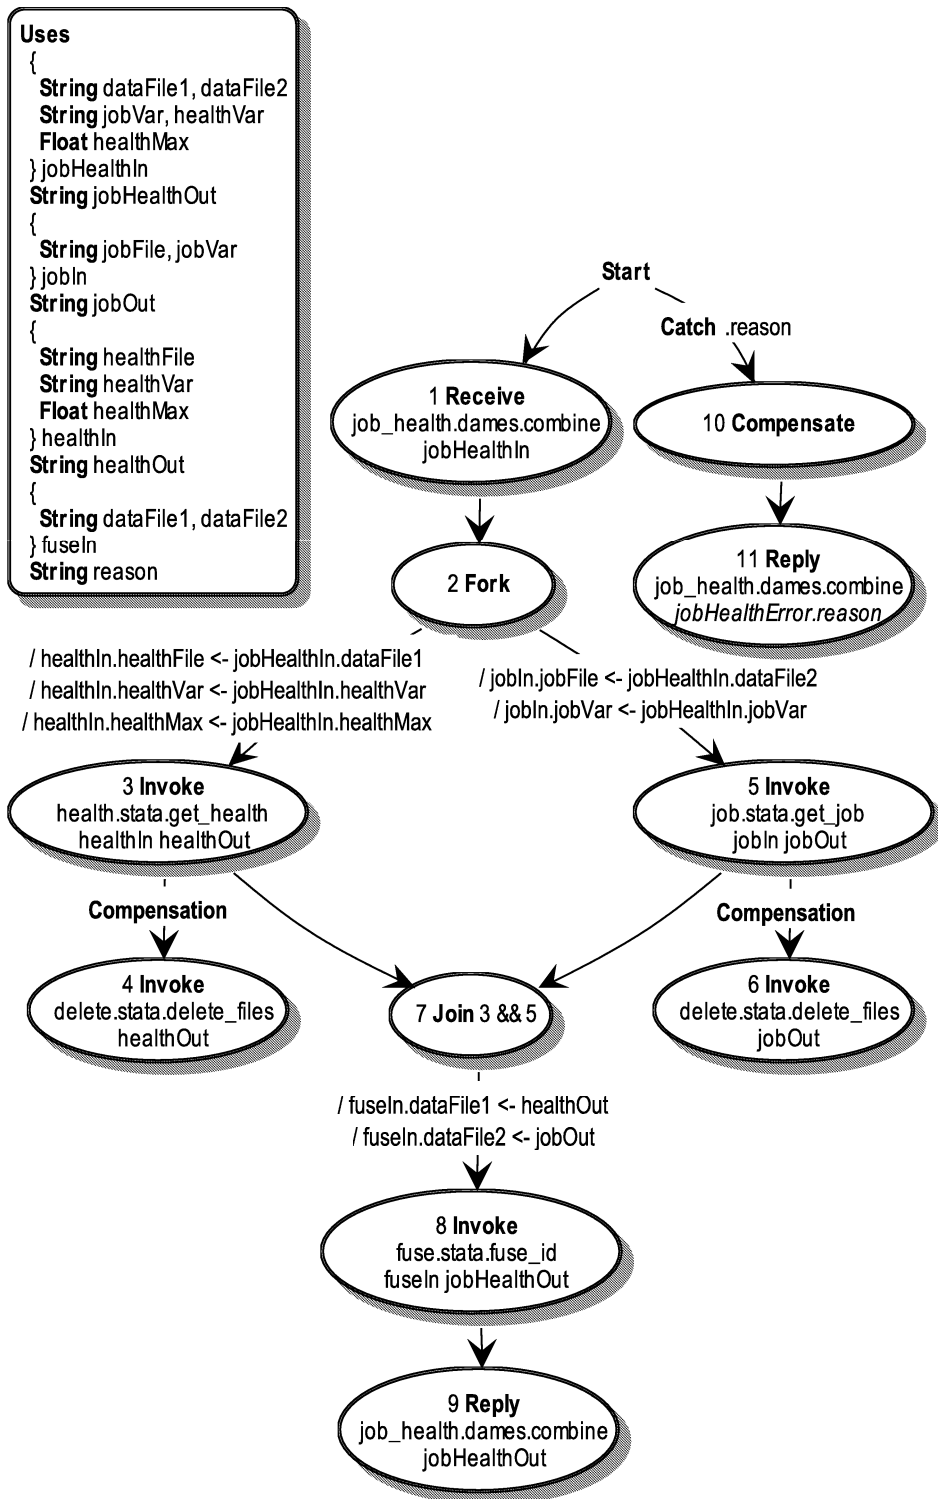 Uses
{
String dataFile1, dataFile2
String jobVar, healthVar
Float healthMax
} jobHealthIn
String jobHealthOut
{
String jobFile, jobVar
} jobIn
String jobOut
{
String healthFile
String healthVar
Float healthMax
} healthIn
String healthOut
{
String dataFile1, dataFile2
} fuseIn
String reason
Start
Catch .reason
1 Receive
job_health.dames.combine
jobHealthIn
10 Compensate
2 Fork
11 Reply
job_health.dames.combine
jobHealthError.reason
/ healthIn.healthFile <- jobHealthIn.dataFile1
/ healthIn.healthVar <- jobHealthIn.healthVar
/ healthIn.healthMax <- jobHealthIn.healthMax
/ jobIn.jobFile <- jobHealthIn.dataFile2
/ jobIn.jobVar <- jobHealthIn.jobVar
3 Invoke
health.stata.get_health
healthIn healthOut
5 Invoke
job.stata.get_job
jobIn jobOut
Compensation
Compensation
4 Invoke
delete.stata.delete_files
healthOut
7 Join 3 && 5
6 Invoke
delete.stata.delete_files
jobOut
/ fuseIn.dataFile1 <- healthOut
/ fuseIn.dataFile2 <- jobOut
8 Invoke
fuse.stata.fuse_id
fuseIn jobHealthOut
9 Reply
job_health.dames.combine
jobHealthOut